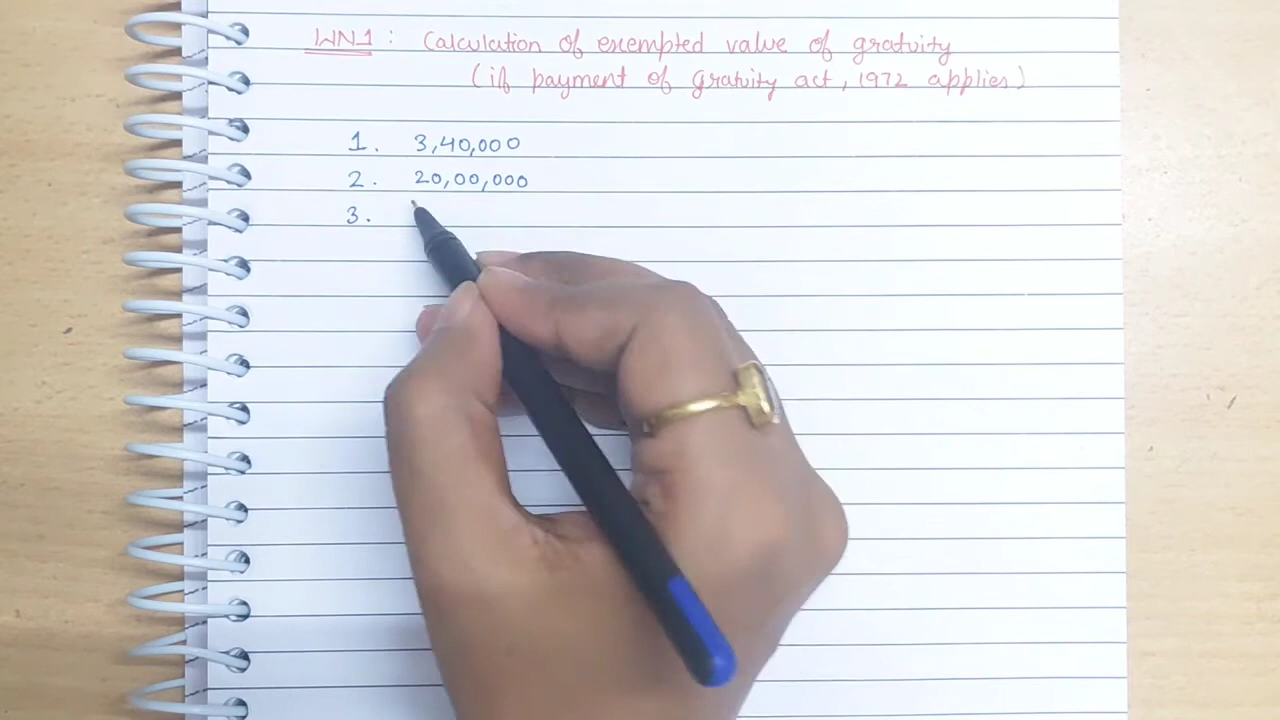 WN1 : Calculation of exempted value of gratuity
(if payment of gratuity act, 1972 applies)
1. 3,40,000
2. 20,00,000
3.